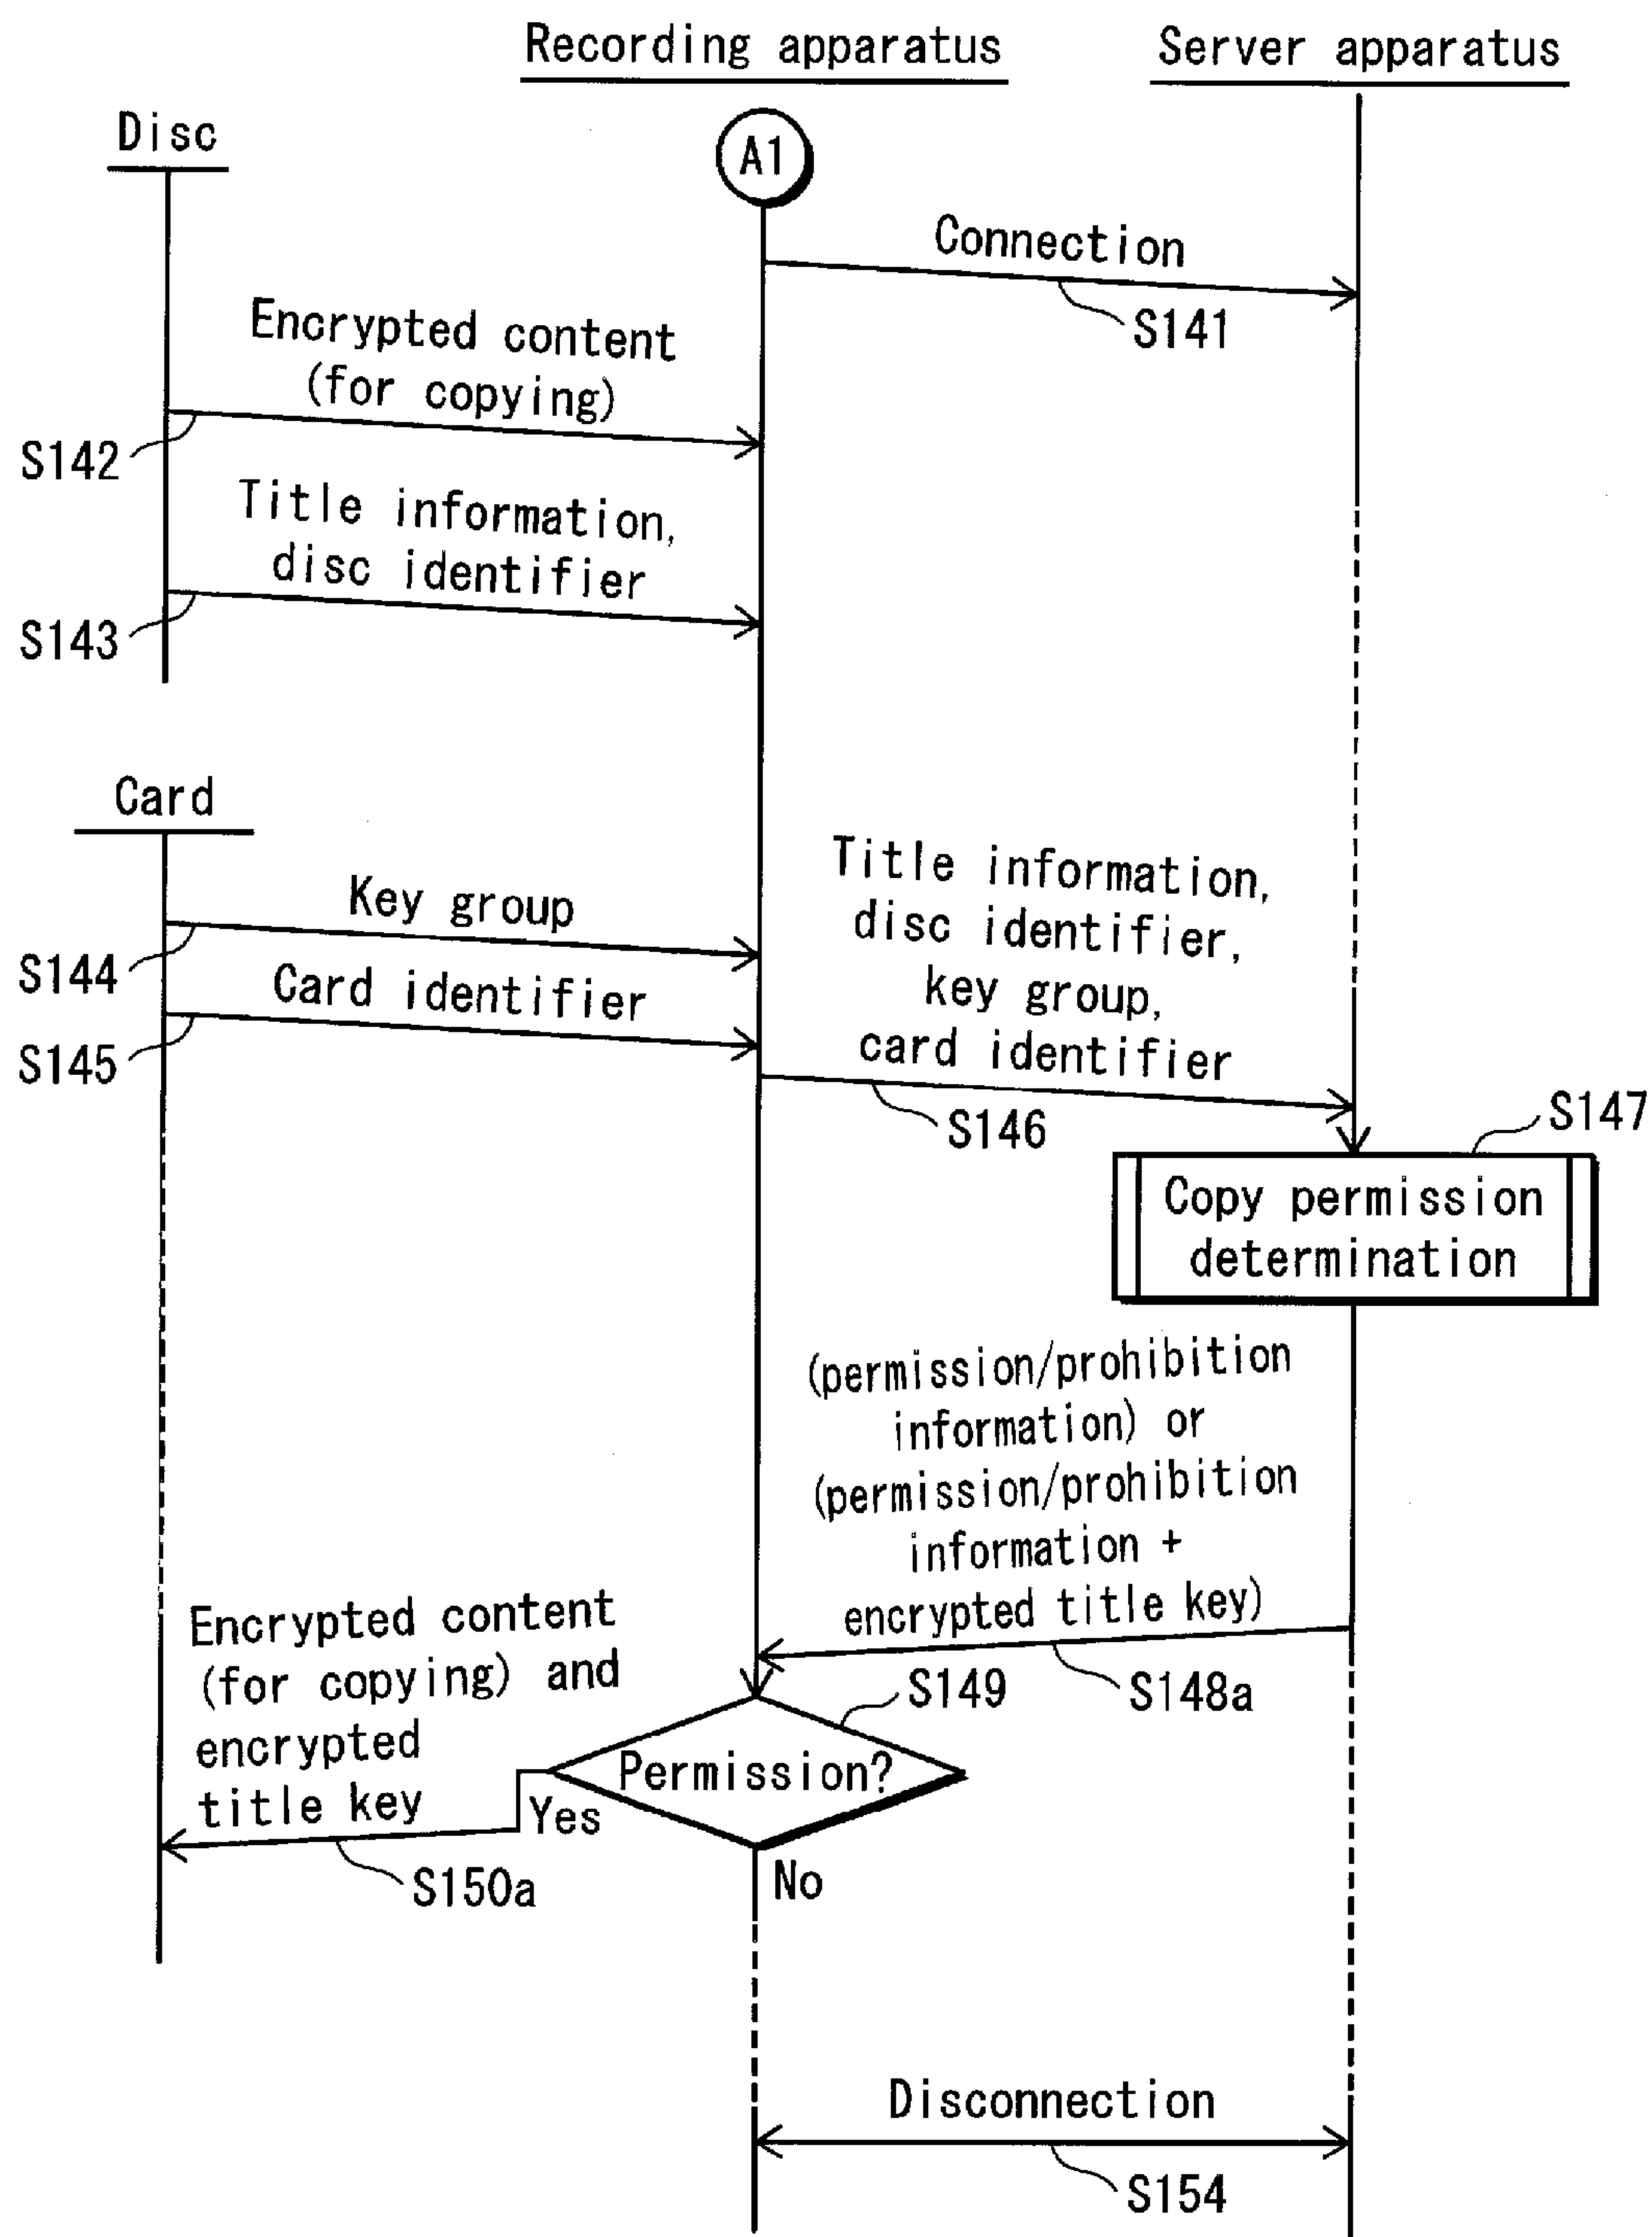 Recording apparatus
Server apparatus
Disc
A1
Connection
S141
Encrypted content
(for copying)
S142
Title information,
disc identifier
S143
Card
Key group
S144
Card identifier
S145
Title information,
disc identifier,
key group,
card identifier
S146
S147
Copy permission
determination
(permission/prohibition
information) or
(permission/prohibition
information +
encrypted title key)
S148a
S149
Permission?
Yes
No
Encrypted content
(for copying) and
encrypted
title key
S150a
Disconnection
S154